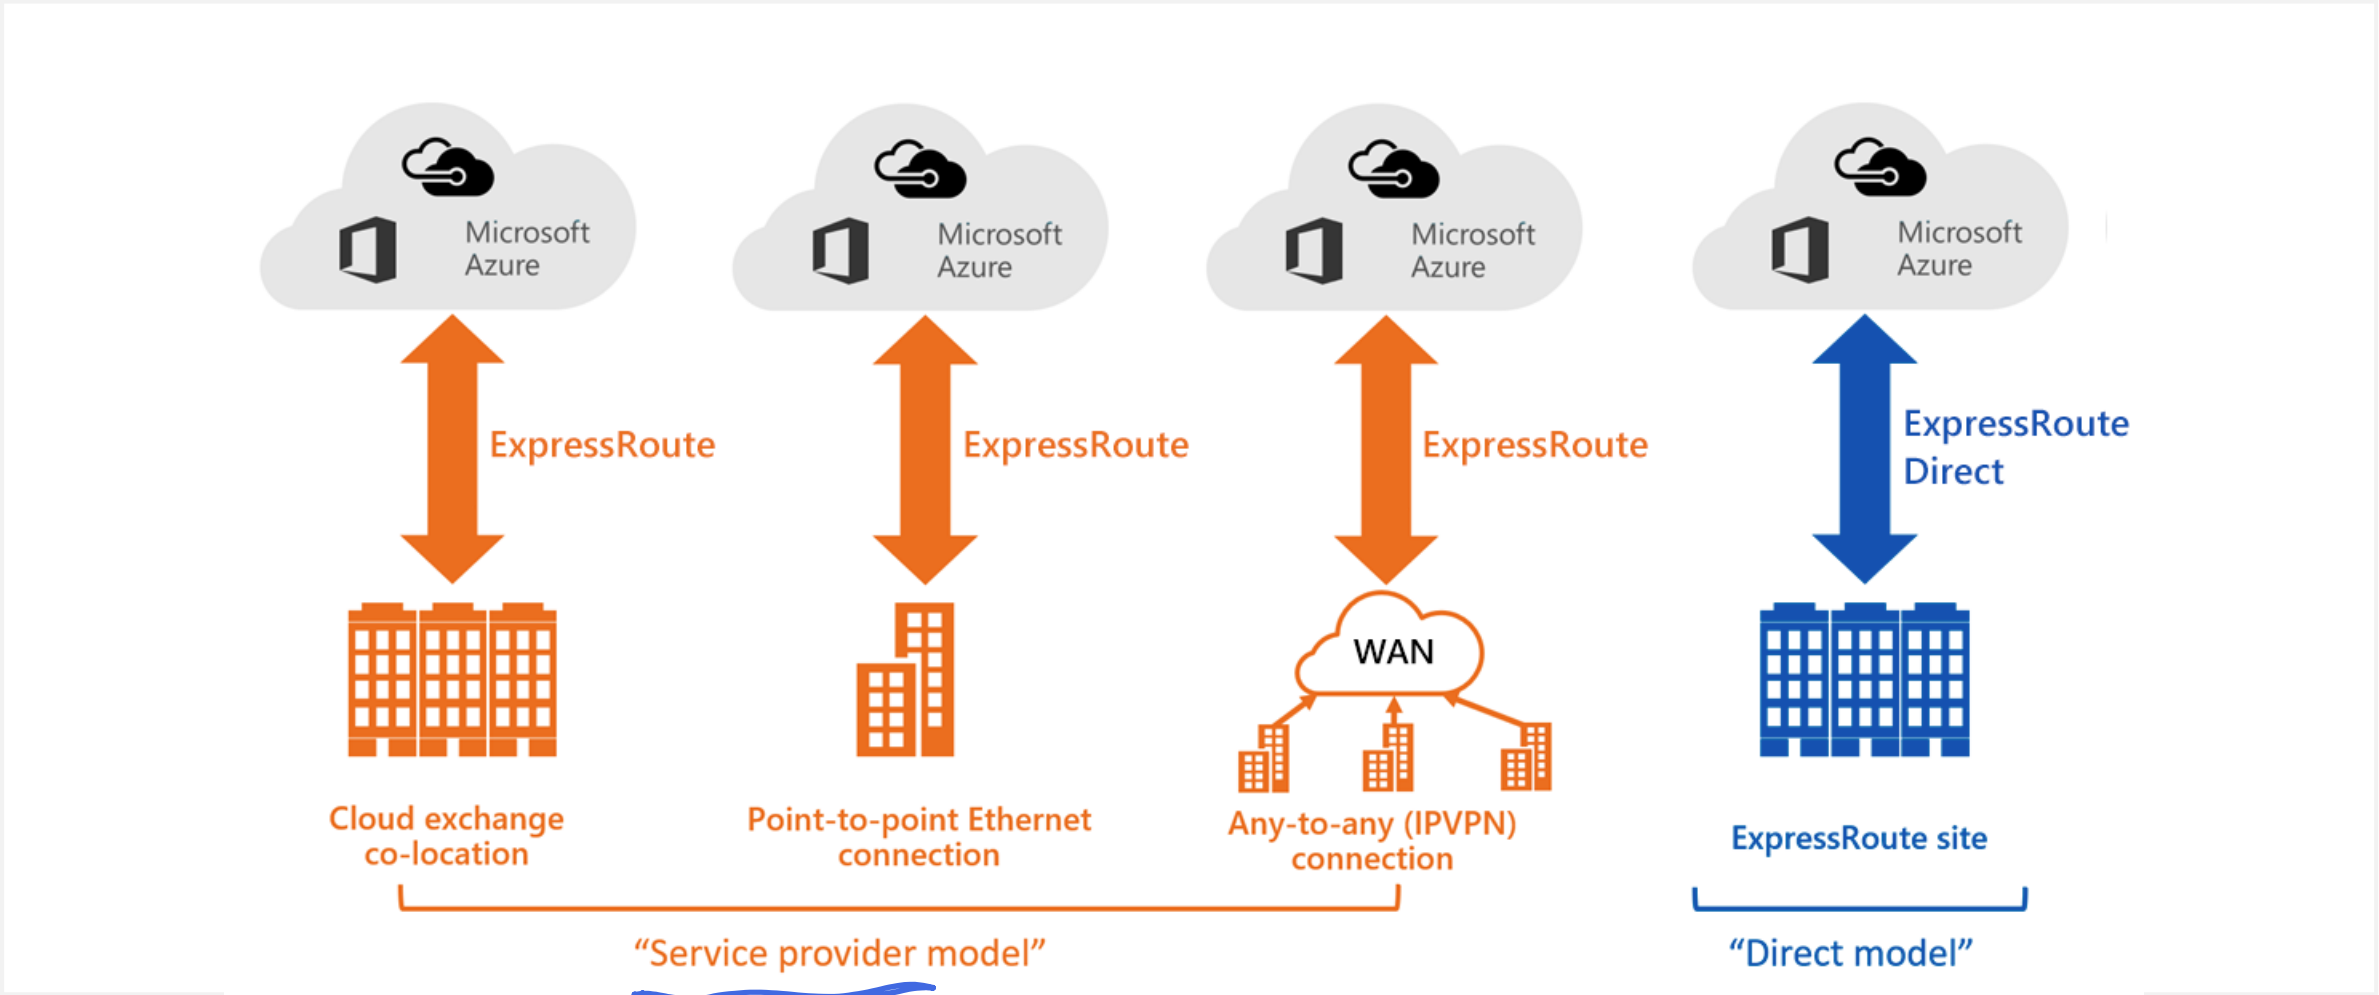 Microsoft
Azure
Microsoft
Azure
Microsoft
Azure
Microsoft
Azure
ExpressRoute
ExpressRoute
ExpressRoute
ExpressRoute
Direct
WAN
Cloud exchange
co-location
Point-to-point Ethernet
connection
Any-to-any (IPVPN)
connection
ExpressRoute site
“Service provider model”
“Direct model”